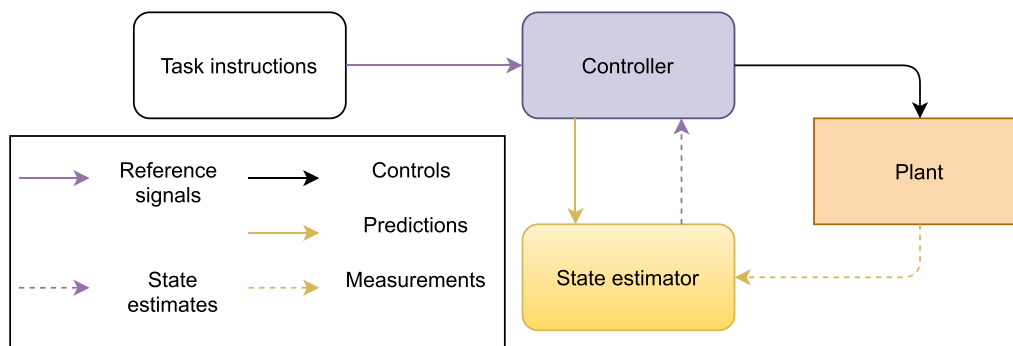 Task instructions
Controller
Plant
State estimator
Reference
signals
Controls
Predictions
State
estimates
Measurements